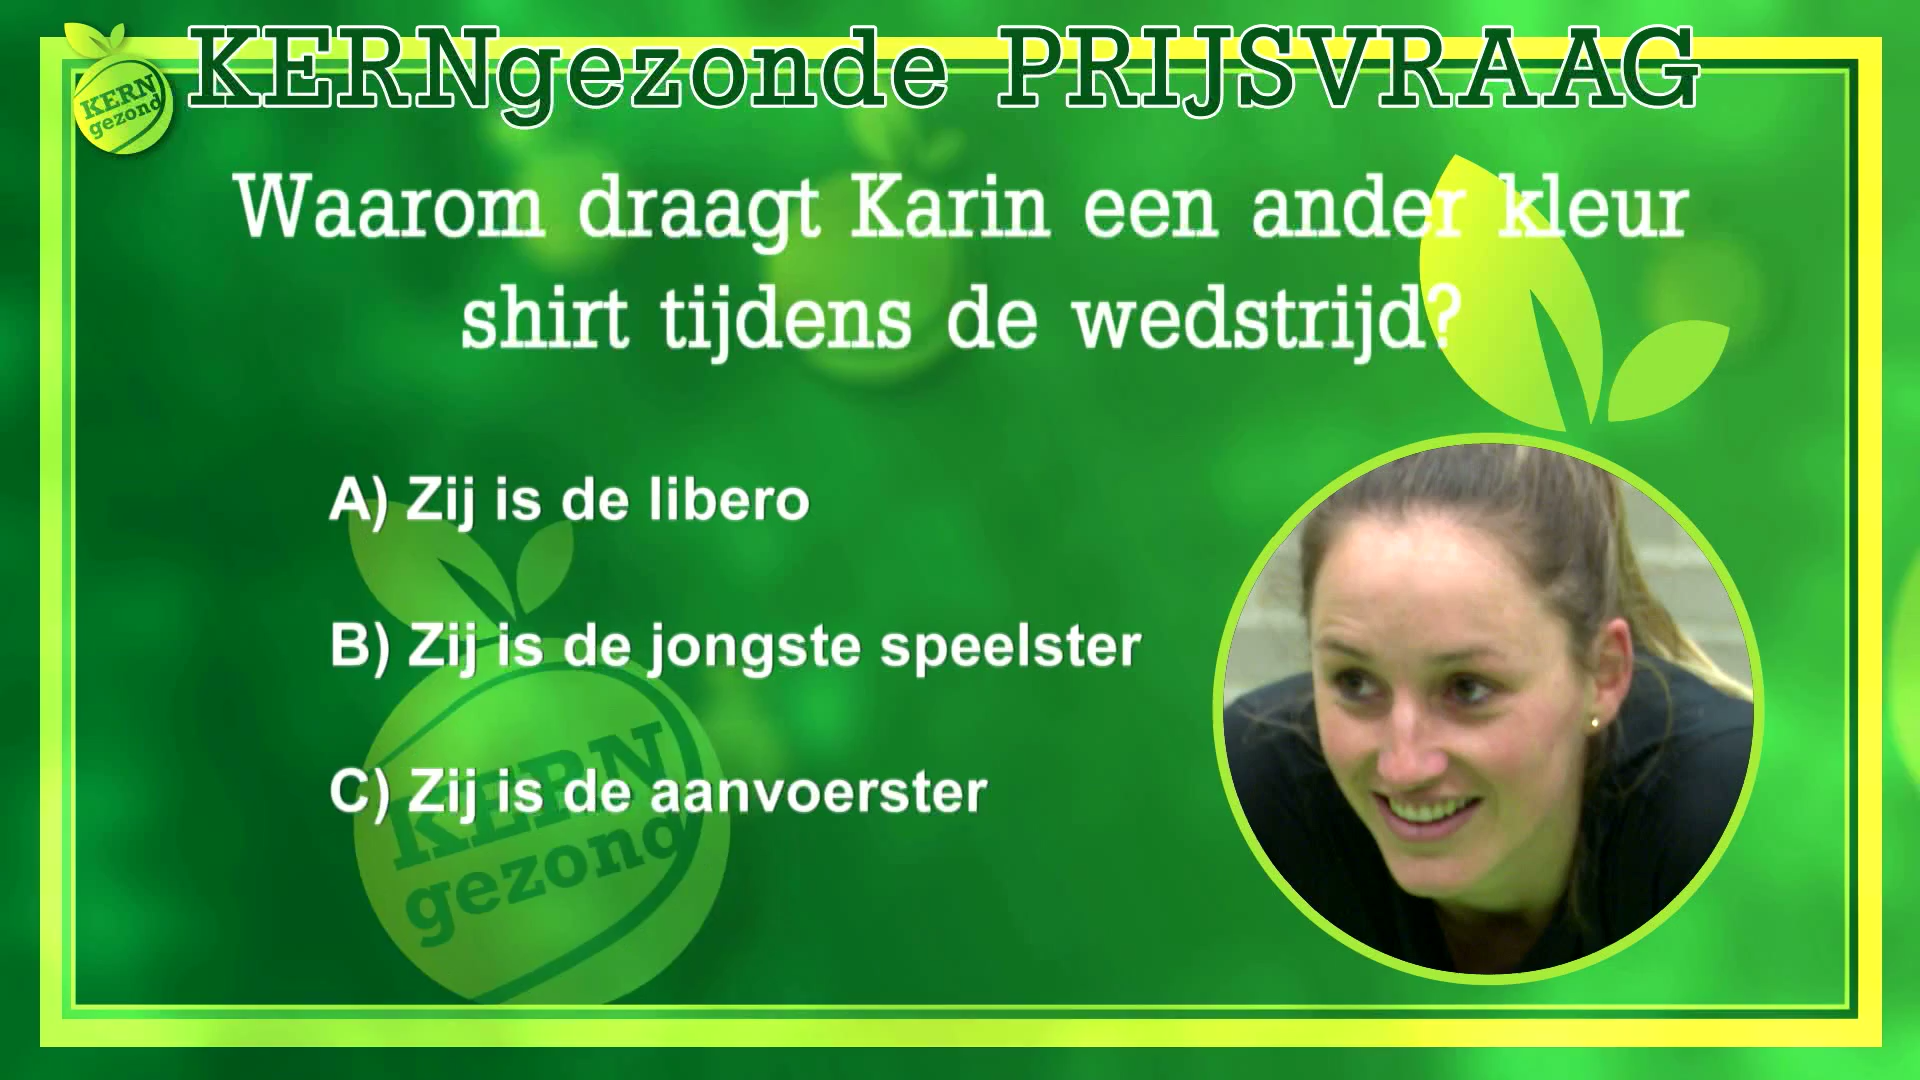 KERNgezonde PRIJSVRAAG
KERN
gezond
Waarom draagt Karin een ander kleur
shirt tijdens de wedstrijd?
A) Zij is de libero
B) Zij is de jongste speelster
C) Zij is de aanvoerster
KERN
gezond